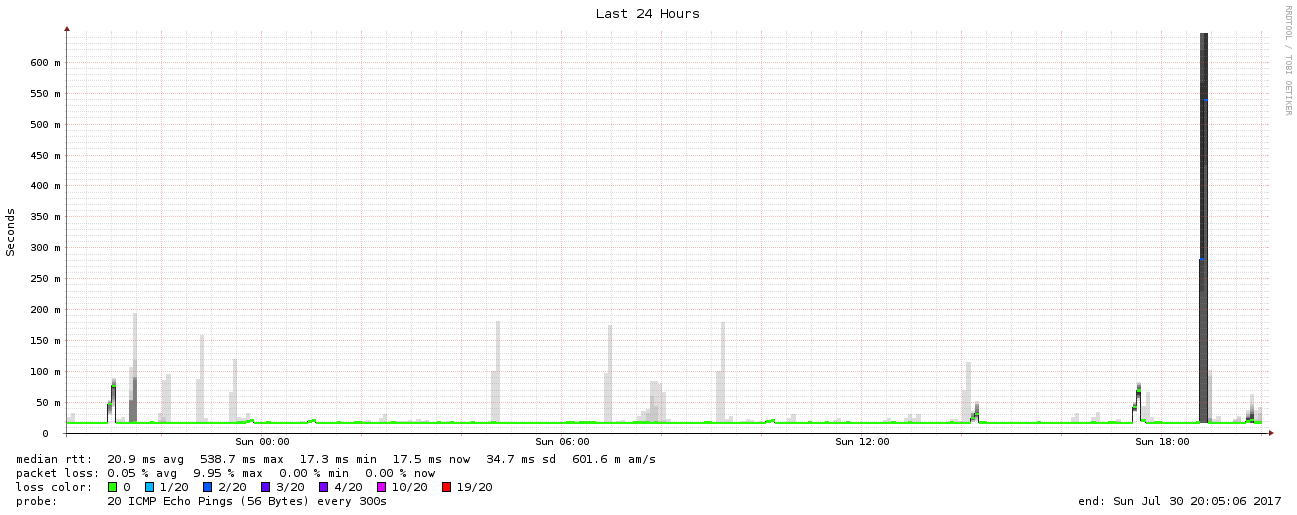 Last 24 Hours
RRDTOOL / TOBI OETIKER
Seconds
600 m
550 m
500 m
450 m
400 m
350 m
300 m
250 m
200 m
150 m
100 m
50 m
0
Sun 00:00 Sun 06:00 Sun 12:00 Sun 18:00
median rtt: 20.9 ms avg 538.7 ms max 17.3 ms min 17.5 ms now 34.7 ms sd 601.6 m am/s
packet loss: 0.05 % avg 9.95 % max 0.00 % min 0.00 % now
loss color: 0 1/20 2/20 3/20 4/20 10/20 19/20
probe: 20 ICMP Echo Pings (56 Bytes) every 300s end: Sun Jul 30 20:05:06 2017